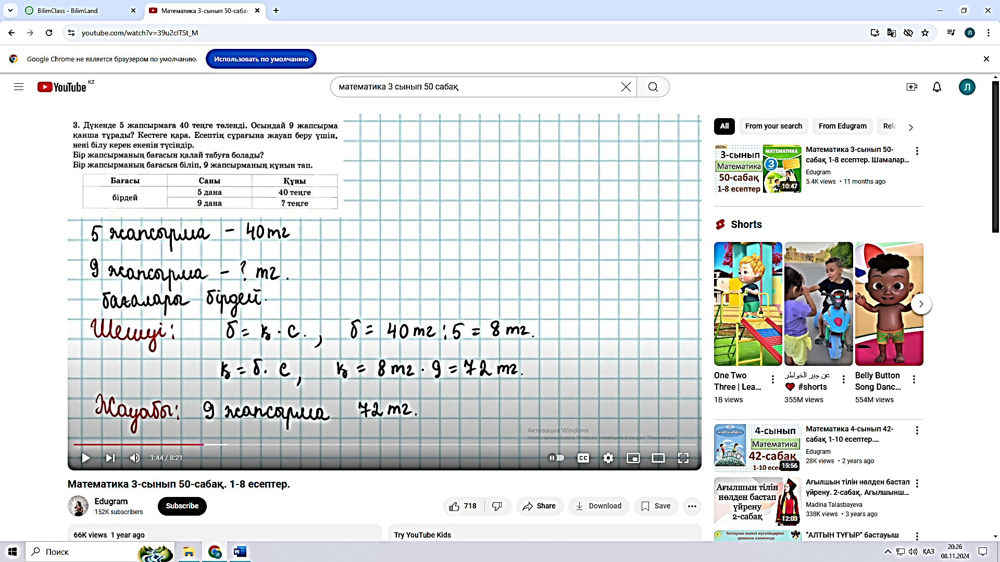 BilimClass - BilimLand
Математика 3-сынып 50-саба
youtube.com/watch?v=39u2clTSt_M
Google Chrome не является браузером по умолчанию.
Использовать по умолчанию
YouTube KZ
математика 3 сынып 50 сабақ
Л
3. Дүкенде 5 жапсырмаға 40 теңге төленді. Осындай 9 жапсырма
қанша тұрады? Кестеге қара. Есептің сұрағына жауап беру үшін,
нені білу керек екенін түсіндір.
Бір жапсырманың бағасын қалай табуға болады?
Бір жапсырманың бағасын біліп, 9 жапсырманың құнын тап.
Бағасы Саны Құны
бірдей 5 дана 40 теңге
9 дана ? теңге
5 жапсырма – 40 тг
9 жапсырма – ? тг.
бағалары бірдей.
Шешуі: б = қ · с. , б = 40 тг : 5 = 8 тг.
қ = б · с , қ = 8 тг · 9 = 72 тг.
Жауабы: 9 жапсырма 72 тг.
Активация Windows
Чтобы активировать Windows, перейдите в раздел "Параметры".
1:44 / 8:21
CC
Математика 3-сынып 50-сабақ. 1-8 есептер.
Edugram
152K subscribers
Subscribe
718
Share
Download
Save
66K views 1 year ago
Try YouTube Kids
All
From your search
From Edugram
Rela
2023ж.
3-сынып
Математика
50-сабақ
1-8 есептер
МАТЕМАТИКА
3
10:47
Математика 3-сынып 50-
сабақ 1-8 есептер. Шамалар...
Edugram
5.4K views • 11 months ago
Shorts
One Two
Three | Lea...
1B views
عن جبر الخواطر
#shorts
355M views
Belly Button
Song Danc...
554M views
МАТЕМАТИКА
4-сынып
Математика
42-сабақ
1-10 есе
15:56
Математика 4-сынып 42-
сабақ 1-10 есептер....
Edugram
28K views • 2 years ago
Ағылшын тілін
нөлден бастап
үйрену
2-сабақ
12:03
Ағылшын тілін нөлден бастап
үйрену. 2-сабақ. Агылшынш...
Madina Talasbayeva
338K views • 3 years ago
Бастауыш сынып мұғалімдеріне
арналған олимпиада
"АЛТЫН ТҰҒЫР" бастауыш
Поиск
ҚАЗ
20:26
08.11.2024